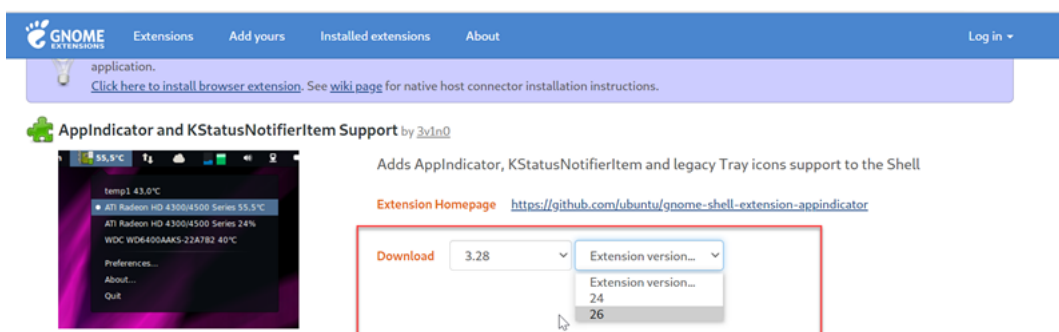 GNOME
EXTENSIONS
Extensions Add yours Installed extensions About Log in
application.
Click here to install browser extension. See wiki page for native host connector installation instructions.
AppIndicator and KStatusNotifierItem Support by 3v1n0
55,5°C
temp1 43.0°C
ATI Radeon HD 4300/4500 Series 55.5°C
ATI Radeon HD 4300/4500 Series 24%
WDC WD6400AAKS-22A7B2 40°C
Preferences...
About...
Quit
Adds AppIndicator, KStatusNotifierItem and legacy Tray icons support to the Shell
Extension Homepage https://github.com/ubuntu/gnome-shell-extension-appindicator
Download 3.28 Extension version...
Extension version...
24
26